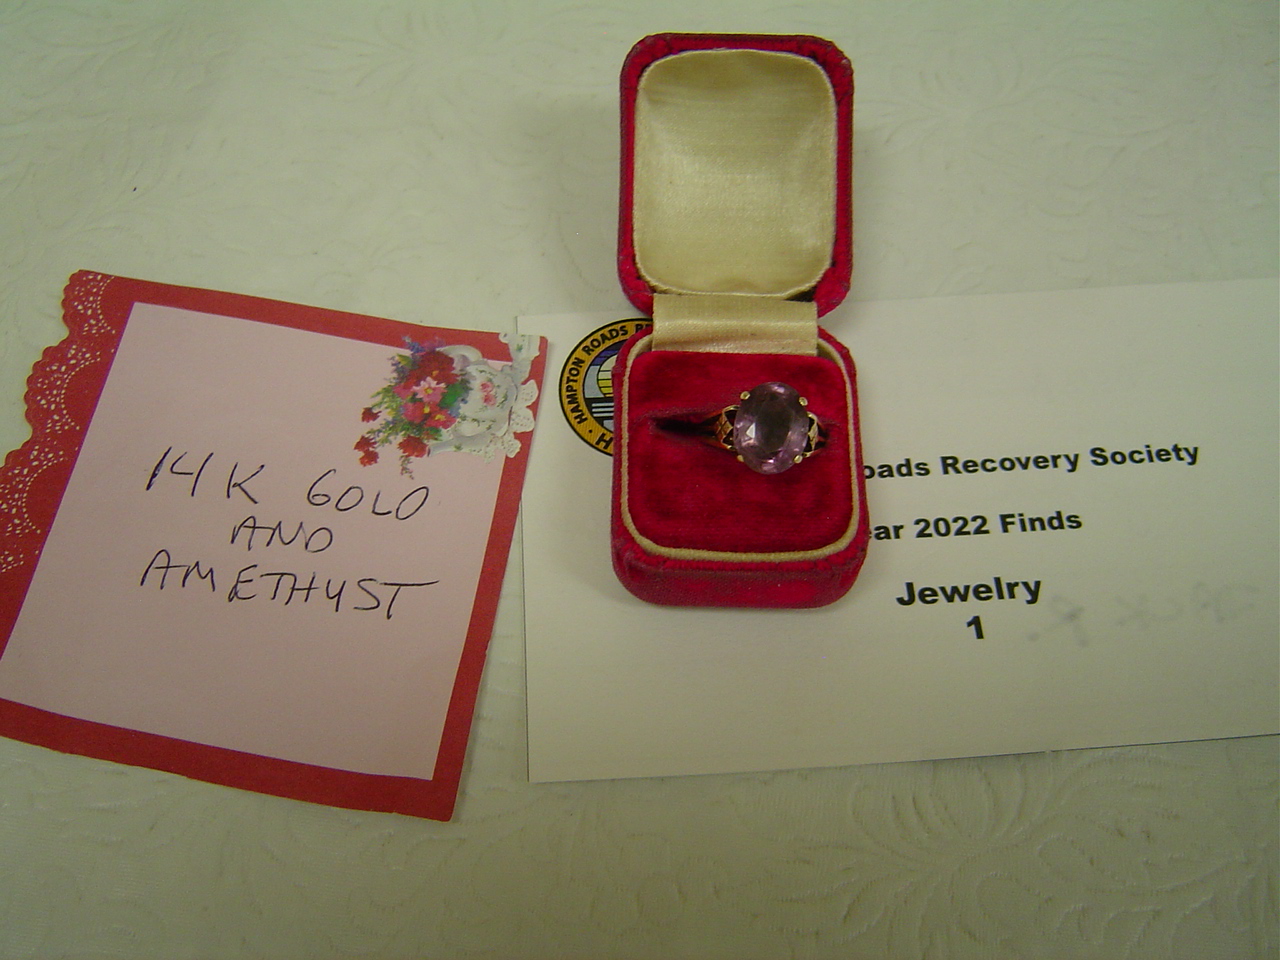 14K GOLD
AND
AMETHYST
HAMPTON ROADS
oads Recovery Society
ear 2022 Finds
Jewelry
1